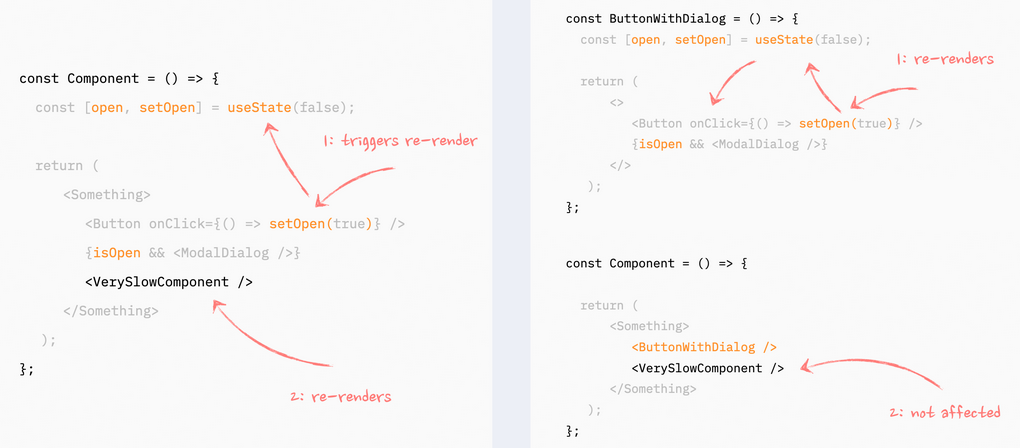 const Component = () => {
const [open, setOpen] = useState(false);
1: triggers re-render
return (
<Something>
<Button onClick={() => setOpen(true)} />
{isOpen && <ModalDialog />}
<VerySlowComponent />
</Something>
);
};
2: re-renders
const ButtonWithDialog = () => {
const [open, setOpen] = useState(false);
1: re-renders
return (
<>
<Button onClick={() => setOpen(true)} />
{isOpen && <ModalDialog />}
</>
);
};
const Component = () => {
return (
<Something>
<ButtonWithDialog />
<VerySlowComponent />
</Something>
);
2: not affected
};